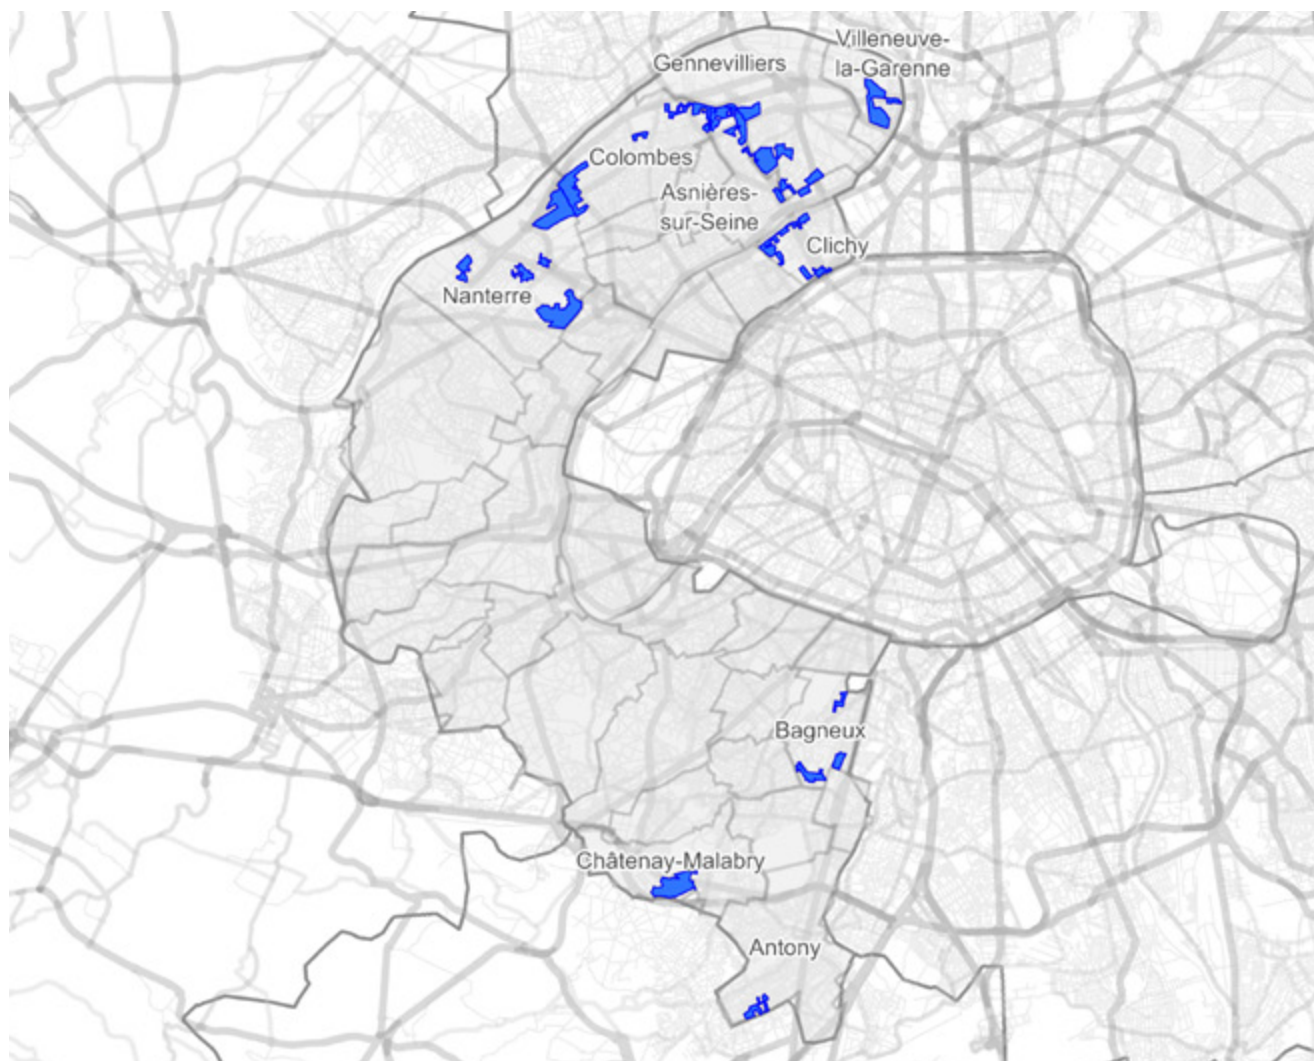 Villeneuve-
la-Garenne
Gennevilliers
Colombes
Asnières-
sur-Seine
Clichy
Nanterre
Bagneux
Châtenay-Malabry
Antony